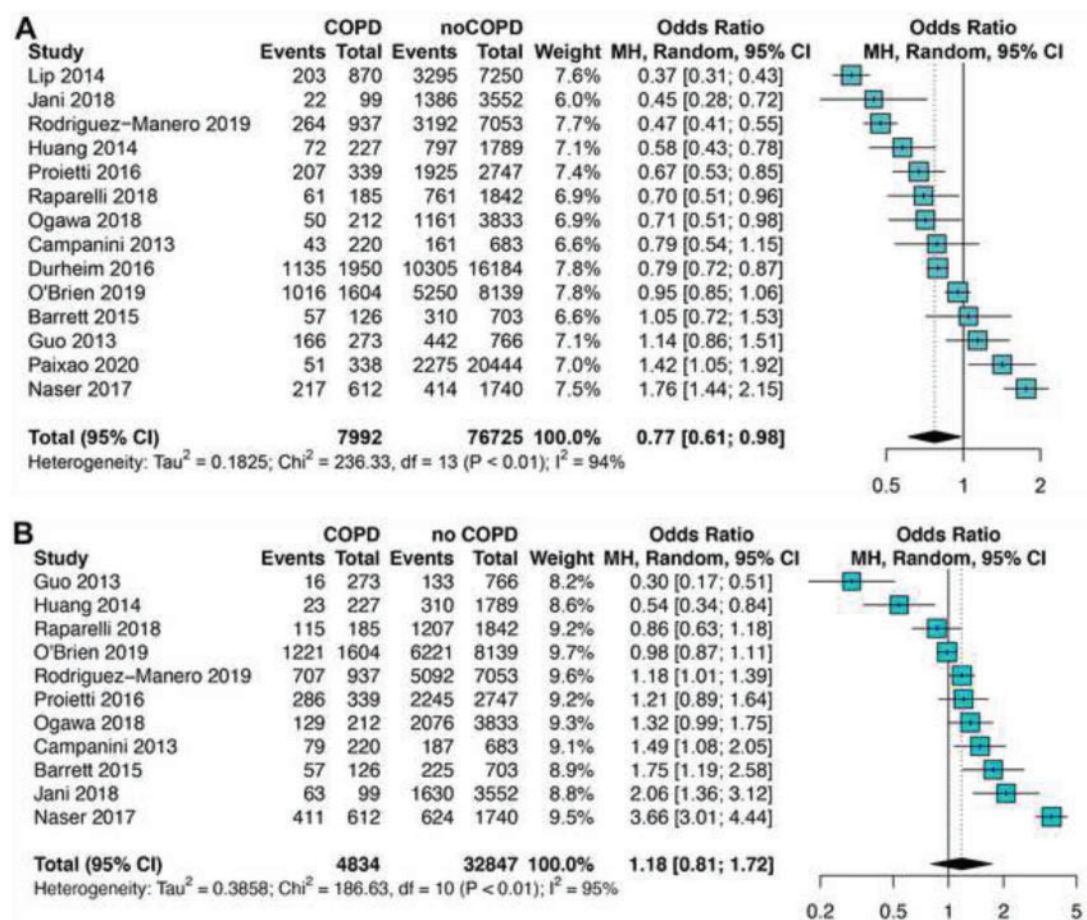 A
COPD noCOPD Odds Ratio Odds Ratio
Study Events Total Events Total Weight MH, Random, 95% CI MH, Random, 95% CI
Lip 2014 203 870 3295 7250 7.6% 0.37 [0.31; 0.43]
Jani 2018 22 99 1386 3552 6.0% 0.45 [0.28; 0.72]
Rodriguez−Manero 2019 264 937 3192 7053 7.7% 0.47 [0.41; 0.55]
Huang 2014 72 227 797 1789 7.1% 0.58 [0.43; 0.78]
Proietti 2016 207 339 1925 2747 7.4% 0.67 [0.53; 0.85]
Raparelli 2018 61 185 761 1842 6.9% 0.70 [0.51; 0.96]
Ogawa 2018 50 212 1161 3833 6.9% 0.71 [0.51; 0.98]
Campanini 2013 43 220 161 683 6.6% 0.79 [0.54; 1.15]
Durheim 2016 1135 1950 10305 16184 7.8% 0.79 [0.72; 0.87]
O'Brien 2019 1016 1604 5250 8139 7.8% 0.95 [0.85; 1.06]
Barrett 2015 57 126 310 703 6.6% 1.05 [0.72; 1.53]
Guo 2013 166 273 442 766 7.1% 1.14 [0.86; 1.51]
Paixao 2020 51 338 2275 20444 7.0% 1.42 [1.05; 1.92]
Naser 2017 217 612 414 1740 7.5% 1.76 [1.44; 2.15]
Total (95% CI) 7992 76725 100.0% 0.77 [0.61; 0.98]
Heterogeneity: Tau² = 0.1825; Chi² = 236.33, df = 13 (P < 0.01); I² = 94%
0.5 1 2
B
COPD no COPD Odds Ratio Odds Ratio
Study Events Total Events Total Weight MH, Random, 95% CI MH, Random, 95% CI
Guo 2013 16 273 133 766 8.2% 0.30 [0.17; 0.51]
Huang 2014 23 227 310 1789 8.6% 0.54 [0.34; 0.84]
Raparelli 2018 115 185 1207 1842 9.2% 0.86 [0.63; 1.18]
O'Brien 2019 1221 1604 6221 8139 9.7% 0.98 [0.87; 1.11]
Rodriguez−Manero 2019 707 937 5092 7053 9.6% 1.18 [1.01; 1.39]
Proietti 2016 286 339 2245 2747 9.2% 1.21 [0.89; 1.64]
Ogawa 2018 129 212 2076 3833 9.3% 1.32 [0.99; 1.75]
Campanini 2013 79 220 187 683 9.1% 1.49 [1.08; 2.05]
Barrett 2015 57 126 225 703 8.9% 1.75 [1.19; 2.58]
Jani 2018 63 99 1630 3552 8.8% 2.06 [1.36; 3.12]
Naser 2017 411 612 624 1740 9.5% 3.66 [3.01; 4.44]
Total (95% CI) 4834 32847 100.0% 1.18 [0.81; 1.72]
Heterogeneity: Tau² = 0.3858; Chi² = 186.63, df = 10 (P < 0.01); I² = 95%
0.2 1 2 5